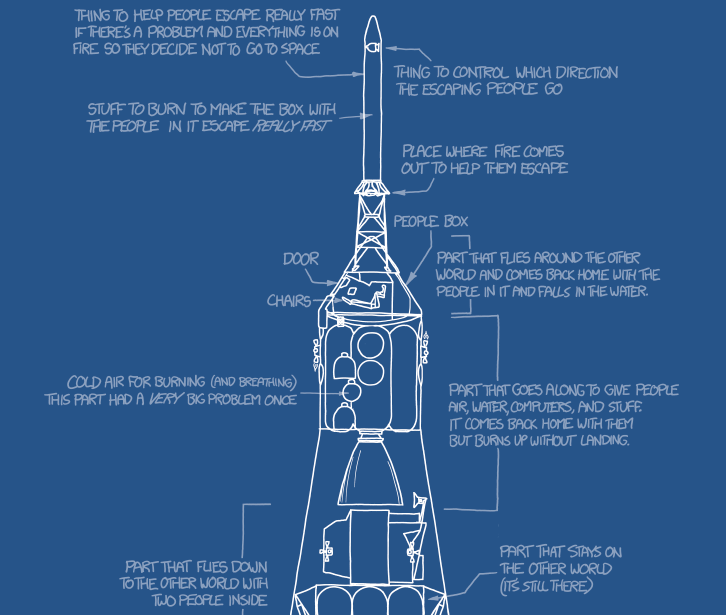 THING TO HELP PEOPLE ESCAPE REALLY FAST
IF THERE'S A PROBLEM AND EVERYTHING IS ON
FIRE SO THEY DECIDE NOT TO GO TO SPACE
THING TO CONTROL WHICH DIRECTION
THE ESCAPING PEOPLE GO
STUFF TO BURN TO MAKE THE BOX WITH
THE PEOPLE IN IT ESCAPE REALLY FAST
PLACE WHERE FIRE COMES
OUT TO HELP THEM ESCAPE
PEOPLE BOX
DOOR
PART THAT FLIES AROUND THE OTHER
WORLD AND COMES BACK HOME WITH THE
PEOPLE IN IT AND FALLS IN THE WATER.
CHAIRS
COLD AIR FOR BURNING (AND BREATHING)
THIS PART HAD A VERY BIG PROBLEM ONCE
PART THAT GOES ALONG TO GIVE PEOPLE
AIR, WATER, COMPUTERS, AND STUFF.
IT COMES BACK HOME WITH THEM
BUT BURNS UP WITHOUT LANDING.
PART THAT FLIES DOWN
TO THE OTHER WORLD WITH
TWO PEOPLE INSIDE
PART THAT STAYS ON
THE OTHER WORLD
(IT'S STILL THERE)